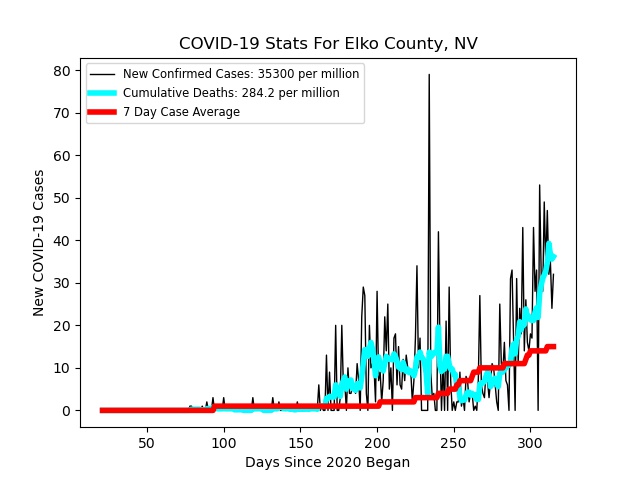 COVID-19 Stats For Elko County, NV
New Confirmed Cases: 35300 per million
Cumulative Deaths: 284.2 per million
7 Day Case Average
80
70
60
50
40
30
20
10
0
New COVID-19 Cases
50 100 150 200 250 300
Days Since 2020 Began